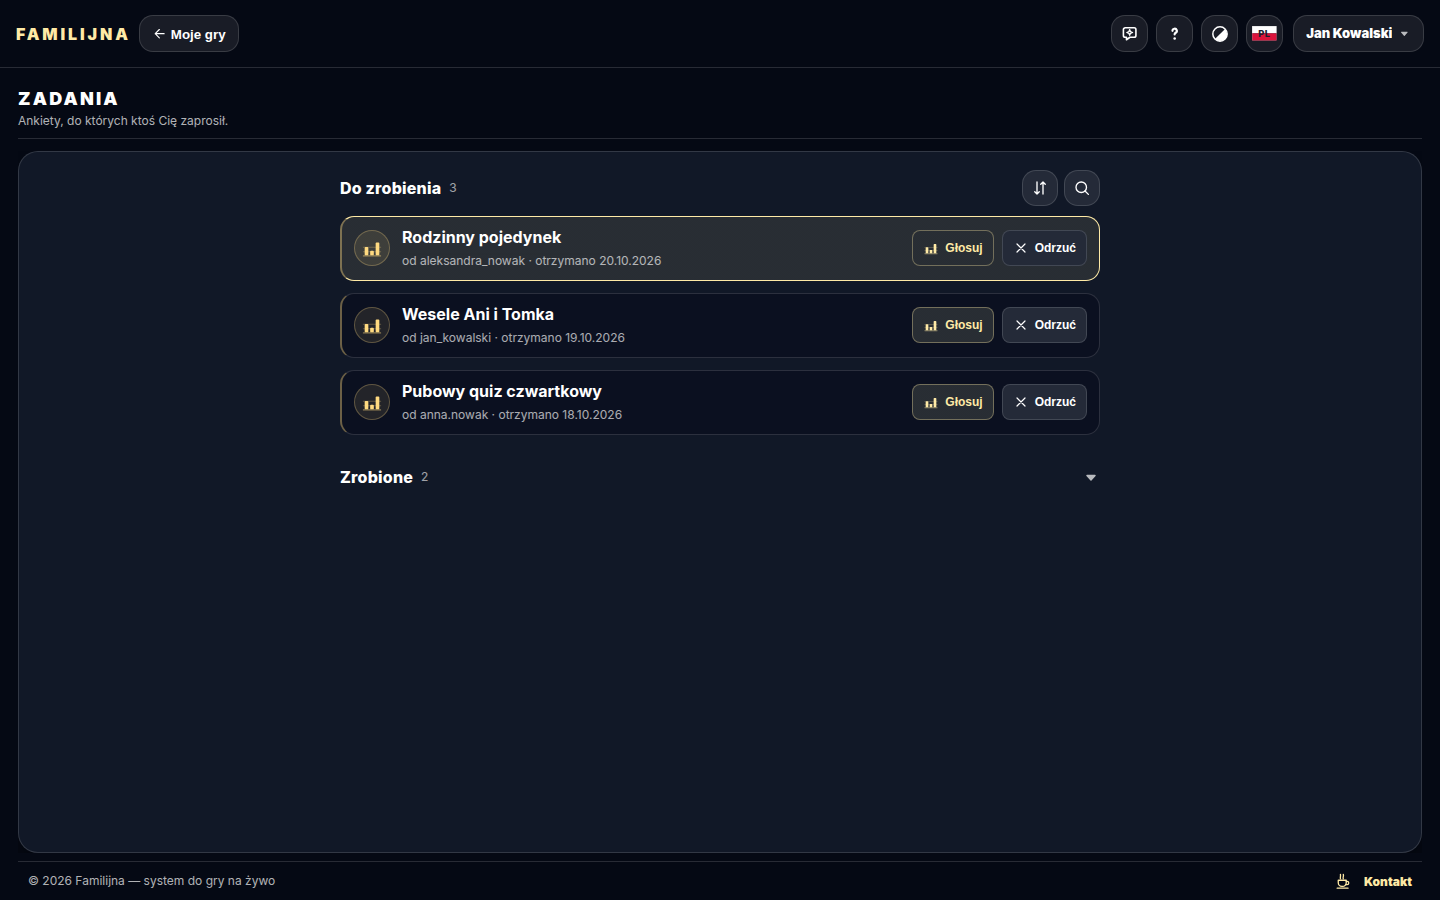 FAMILIJNA
Moje gry
?
PL
Jan Kowalski
ZADANIA
Ankiety, do których ktoś Cię zaprosił.
Do zrobienia 3
Rodzinny pojedynek
od aleksandra_nowak · otrzymano 20.10.2026
Głosuj
Odrzuć
Wesele Ani i Tomka
od jan_kowalski · otrzymano 19.10.2026
Głosuj
Odrzuć
Pubowy quiz czwartkowy
od anna.nowak · otrzymano 18.10.2026
Głosuj
Odrzuć
Zrobione 2
© 2026 Familijna — system do gry na żywo
Kontakt